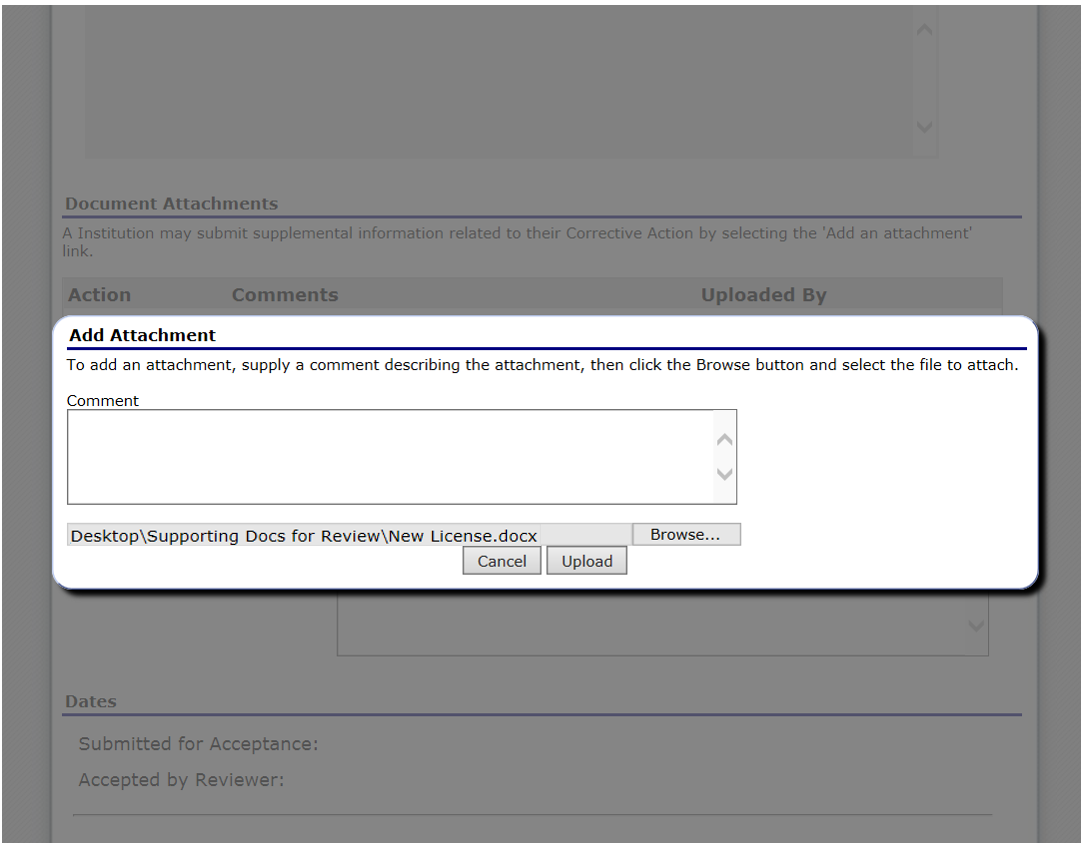 Document Attachments
A Institution may submit supplemental information related to their Corrective Action by selecting the 'Add an attachment'
link.
Action Comments Uploaded By
Add Attachment
To add an attachment, supply a comment describing the attachment, then click the Browse button and select the file to attach.
Comment
Desktop\Supporting Docs for Review\New License.docx Browse...
Cancel Upload
Dates
Submitted for Acceptance:
Accepted by Reviewer: